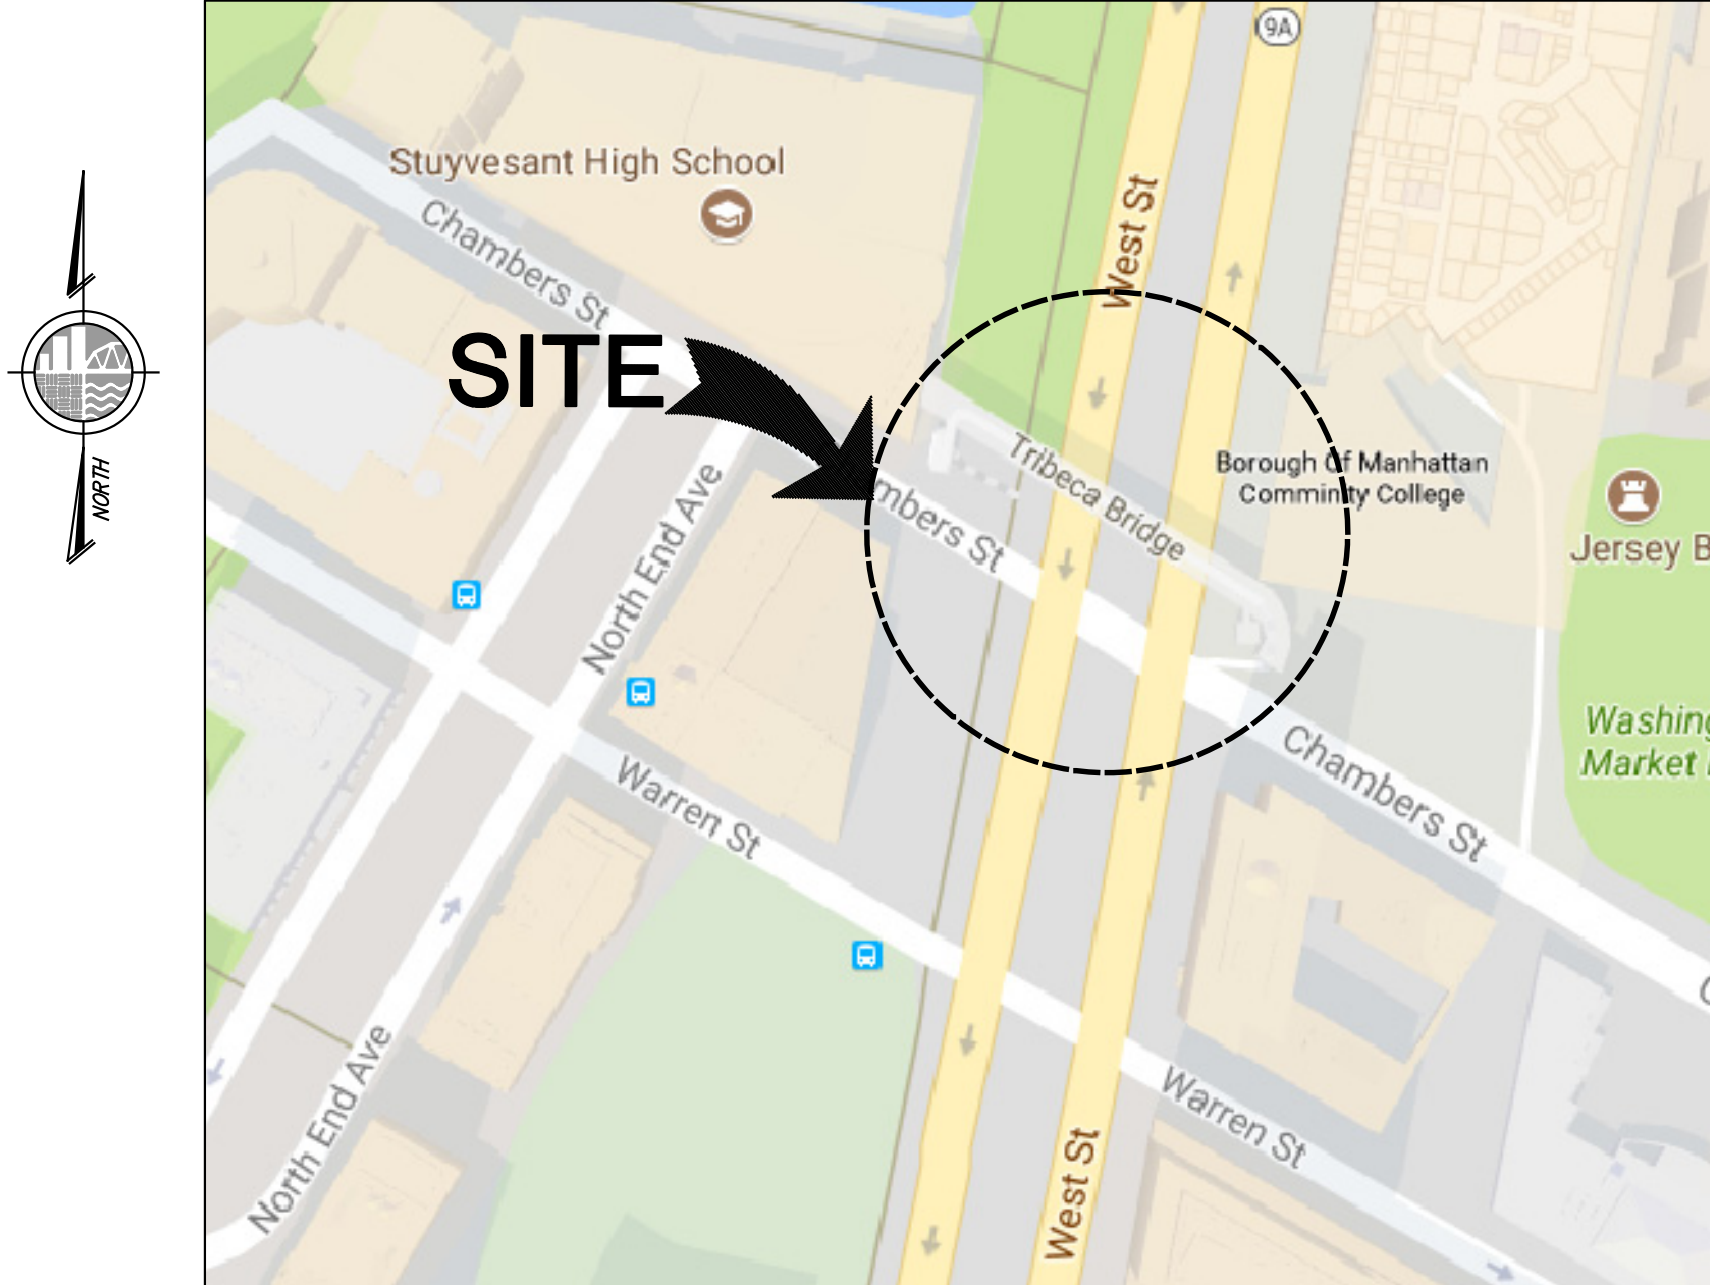 9A
Stuyvesant High School
West St
Chambers St
SITE
Tribeca Bridge
Borough Of Manhattan
Comminity College
mbers St
North End Ave
NORTH
Jersey B
Washing
Market
Chambers St
Warren St
North End Ave
West St
Warren St